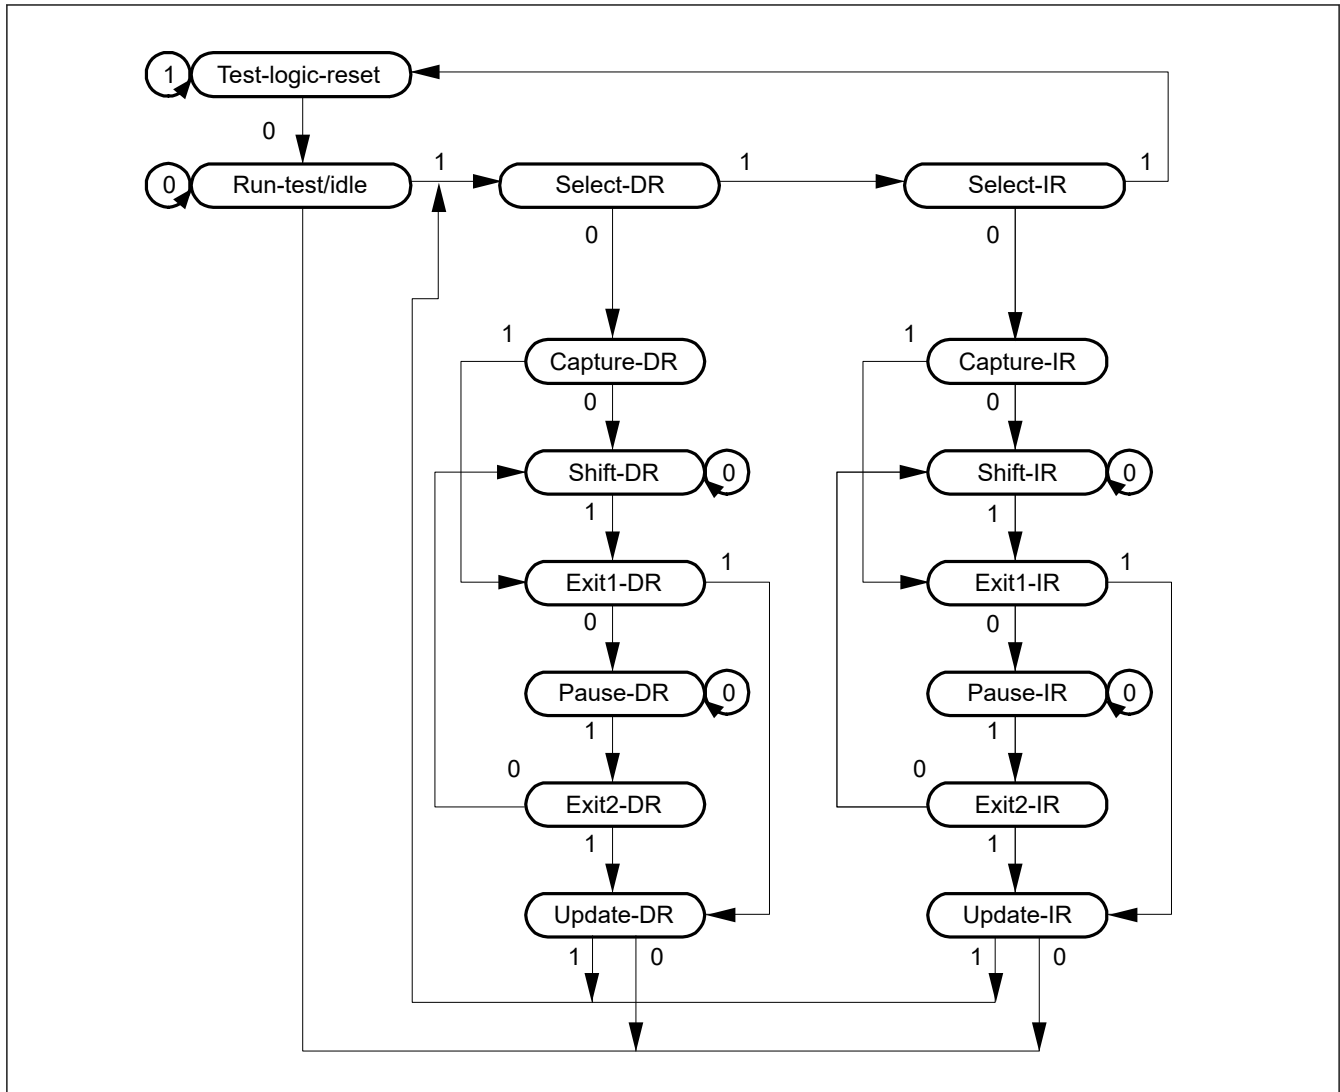 1 Test-logic-reset
0
0 Run-test/idle 1 Select-DR 1 Select-IR 1
0 0
1 1
Capture-DR Capture-IR
0 0
Shift-DR 0 Shift-IR 0
1 1
Exit1-DR 1 Exit1-IR 1
0 0
Pause-DR 0 Pause-IR 0
1 1
0 0
Exit2-DR Exit2-IR
1 1
Update-DR Update-IR
1 0 1 0